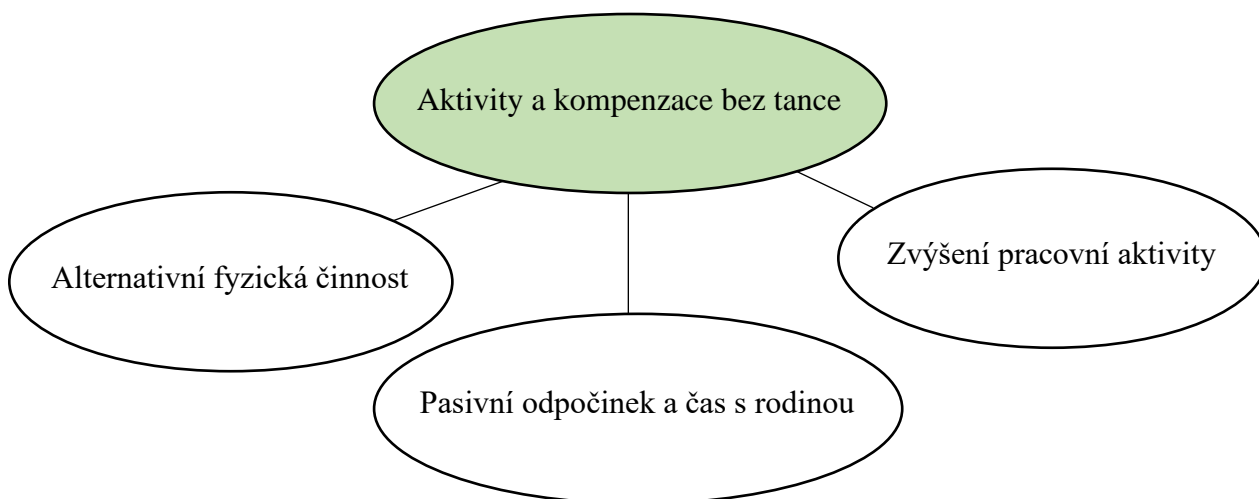 Aktivity a kompenzace bez tance
Alternativní fyzická činnost
Zvýšení pracovní aktivity
Pasivní odpočinek a čas s rodinou